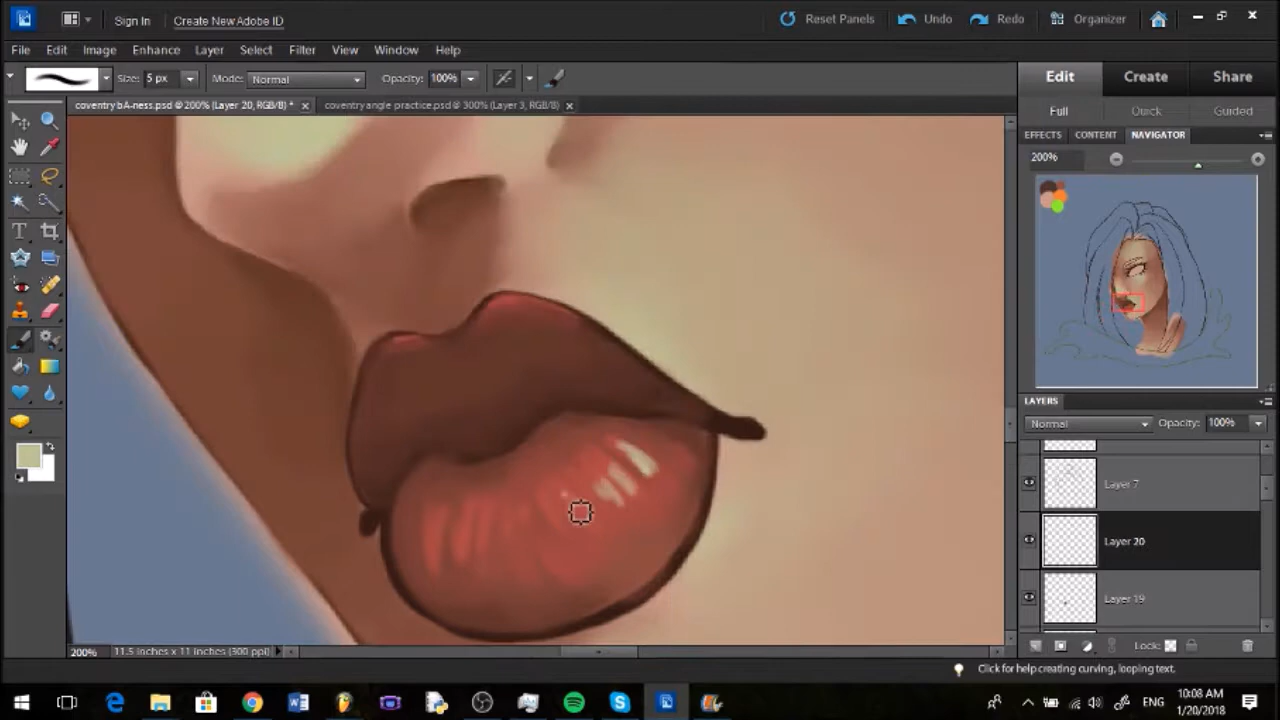 Sign In
Create New Adobe ID
Reset Panels
Undo
Redo
Organizer
File Edit Image Enhance Layer Select Filter View Window Help
Size: 5 px
Mode: Normal
Opacity: 100%
Edit
Create
Share
coventry bA-ness.psd @ 200% (Layer 20, RGB/8) *
coventry angle practice.psd @ 300% (Layer 3, RGB/8)
Full
Quick
Guided
EFFECTS
CONTENT
NAVIGATOR
200%
LAYERS
Normal
Opacity: 100%
Layer 7
Layer 20
Layer 19
Lock:
200%
11.5 inches x 11 inches (300 ppi)
Click for help creating curving, looping text.
ENG
10:08 AM
1/20/2018